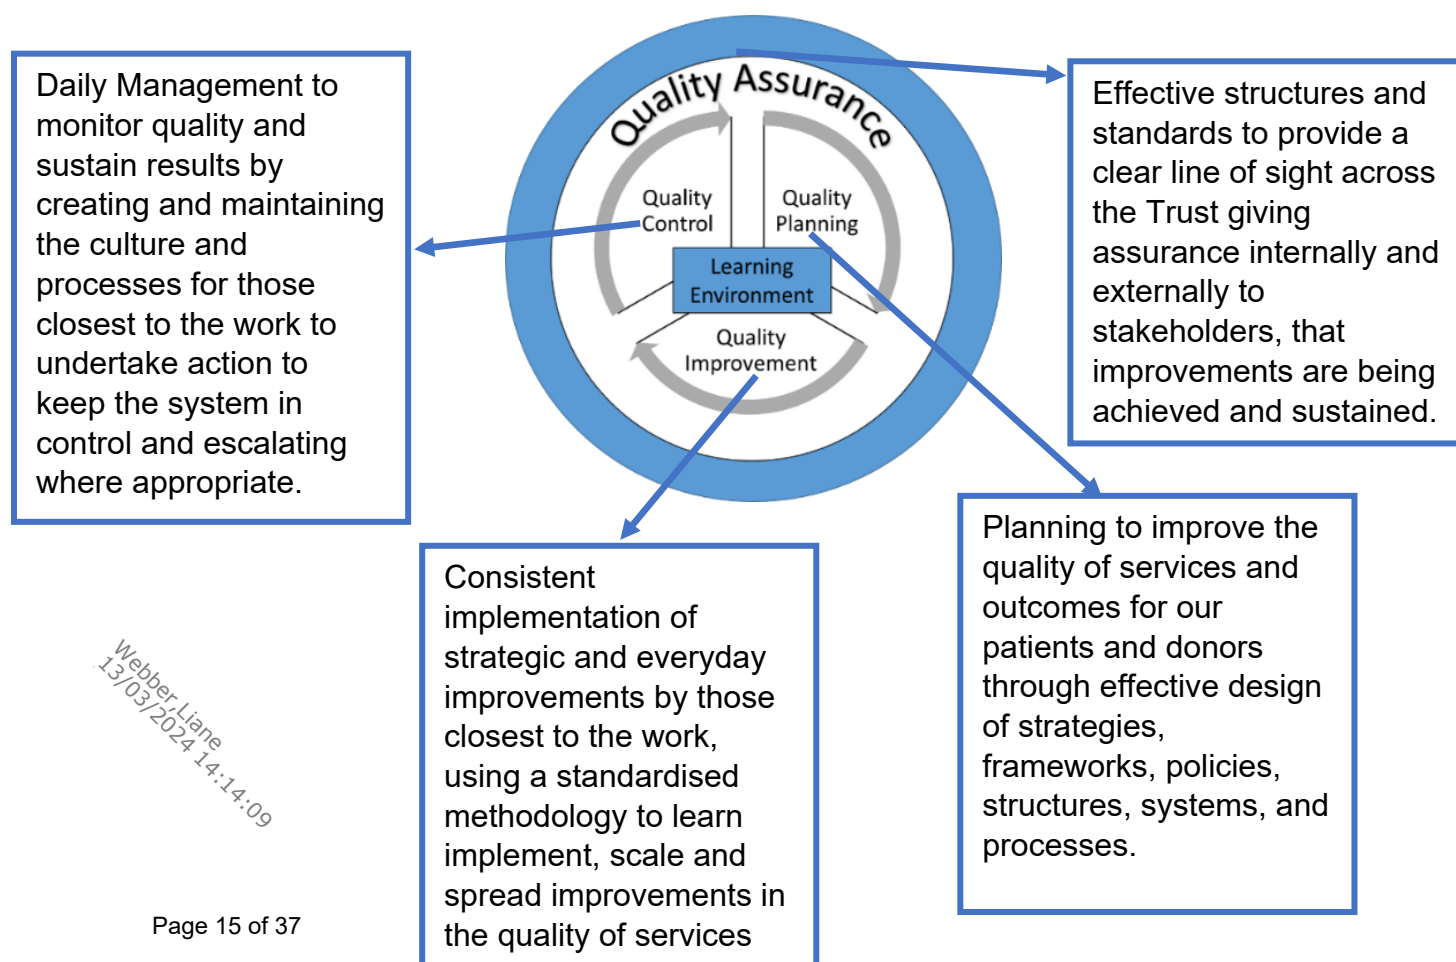 Daily Management to
monitor quality and
sustain results by
creating and maintaining
the culture and
processes for those
closest to the work to
undertake action to
keep the system in
control and escalating
where appropriate.
Quality Assurance
Quality
Control
Quality
Planning
Learning
Environment
Quality
Improvement
Effective structures and
standards to provide a
clear line of sight across
the Trust giving
assurance internally and
externally to
stakeholders, that
improvements are being
achieved and sustained.
Consistent
implementation of
strategic and everyday
improvements by those
closest to the work,
using a standardised
methodology to learn
implement, scale and
spread improvements in
the quality of services
Planning to improve the
quality of services and
outcomes for our
patients and donors
through effective design
of strategies,
frameworks, policies,
structures, systems, and
processes.
Webber,Liane
13/03/2024 14:14:09
Page 15 of 37